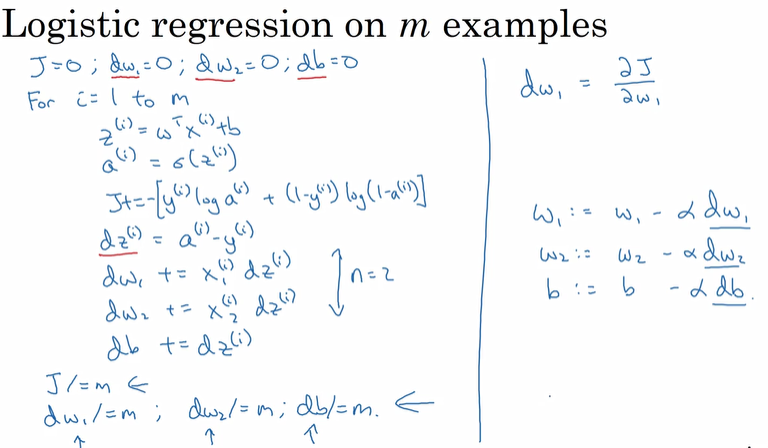 Logistic regression on m examples
J=0 ; dw₁=0 ; dw₂=0 ; db=0
For i=1 to m
z⁽ⁱ⁾ = wᵀx⁽ⁱ⁾+b
a⁽ⁱ⁾ = σ(z⁽ⁱ⁾)
J+=-[y⁽ⁱ⁾ log a⁽ⁱ⁾ + (1-y⁽ⁱ⁾) log(1-a⁽ⁱ⁾)]
dz⁽ⁱ⁾ = a⁽ⁱ⁾-y⁽ⁱ⁾
dw₁ += x₁⁽ⁱ⁾ dz⁽ⁱ⁾
dw₂ += x₂⁽ⁱ⁾ dz⁽ⁱ⁾
n=2
db += dz⁽ⁱ⁾
J/=m ←
dw₁/=m ; dw₂/=m ; db/=m. ←
↑ ↑ ↑
dw₁ = ∂J/∂w₁
w₁ := w₁ - α dw₁
w₂ := w₂ - α dw₂
b := b - α db.